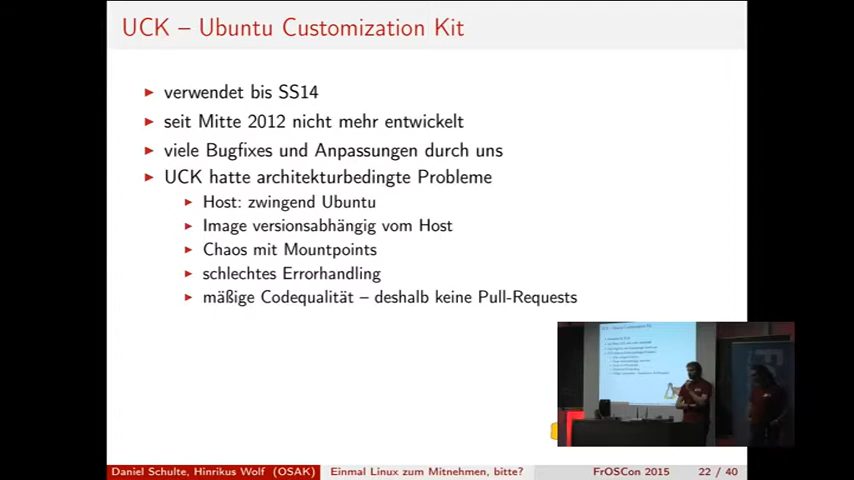 UCK – Ubuntu Customization Kit
verwendet bis SS14
seit Mitte 2012 nicht mehr entwickelt
viele Bugfixes und Anpassungen durch uns
UCK hatte architekturbedingte Probleme
Host: zwingend Ubuntu
Image versionsabhängig vom Host
Chaos mit Mountpoints
schlechtes Errorhandling
mäßige Codequalität – deshalb keine Pull-Requests
Daniel Schulte, Hinrikus Wolf (OSAK) Einmal Linux zum Mitnehmen, bitte? FrOSCon 2015 22 / 40